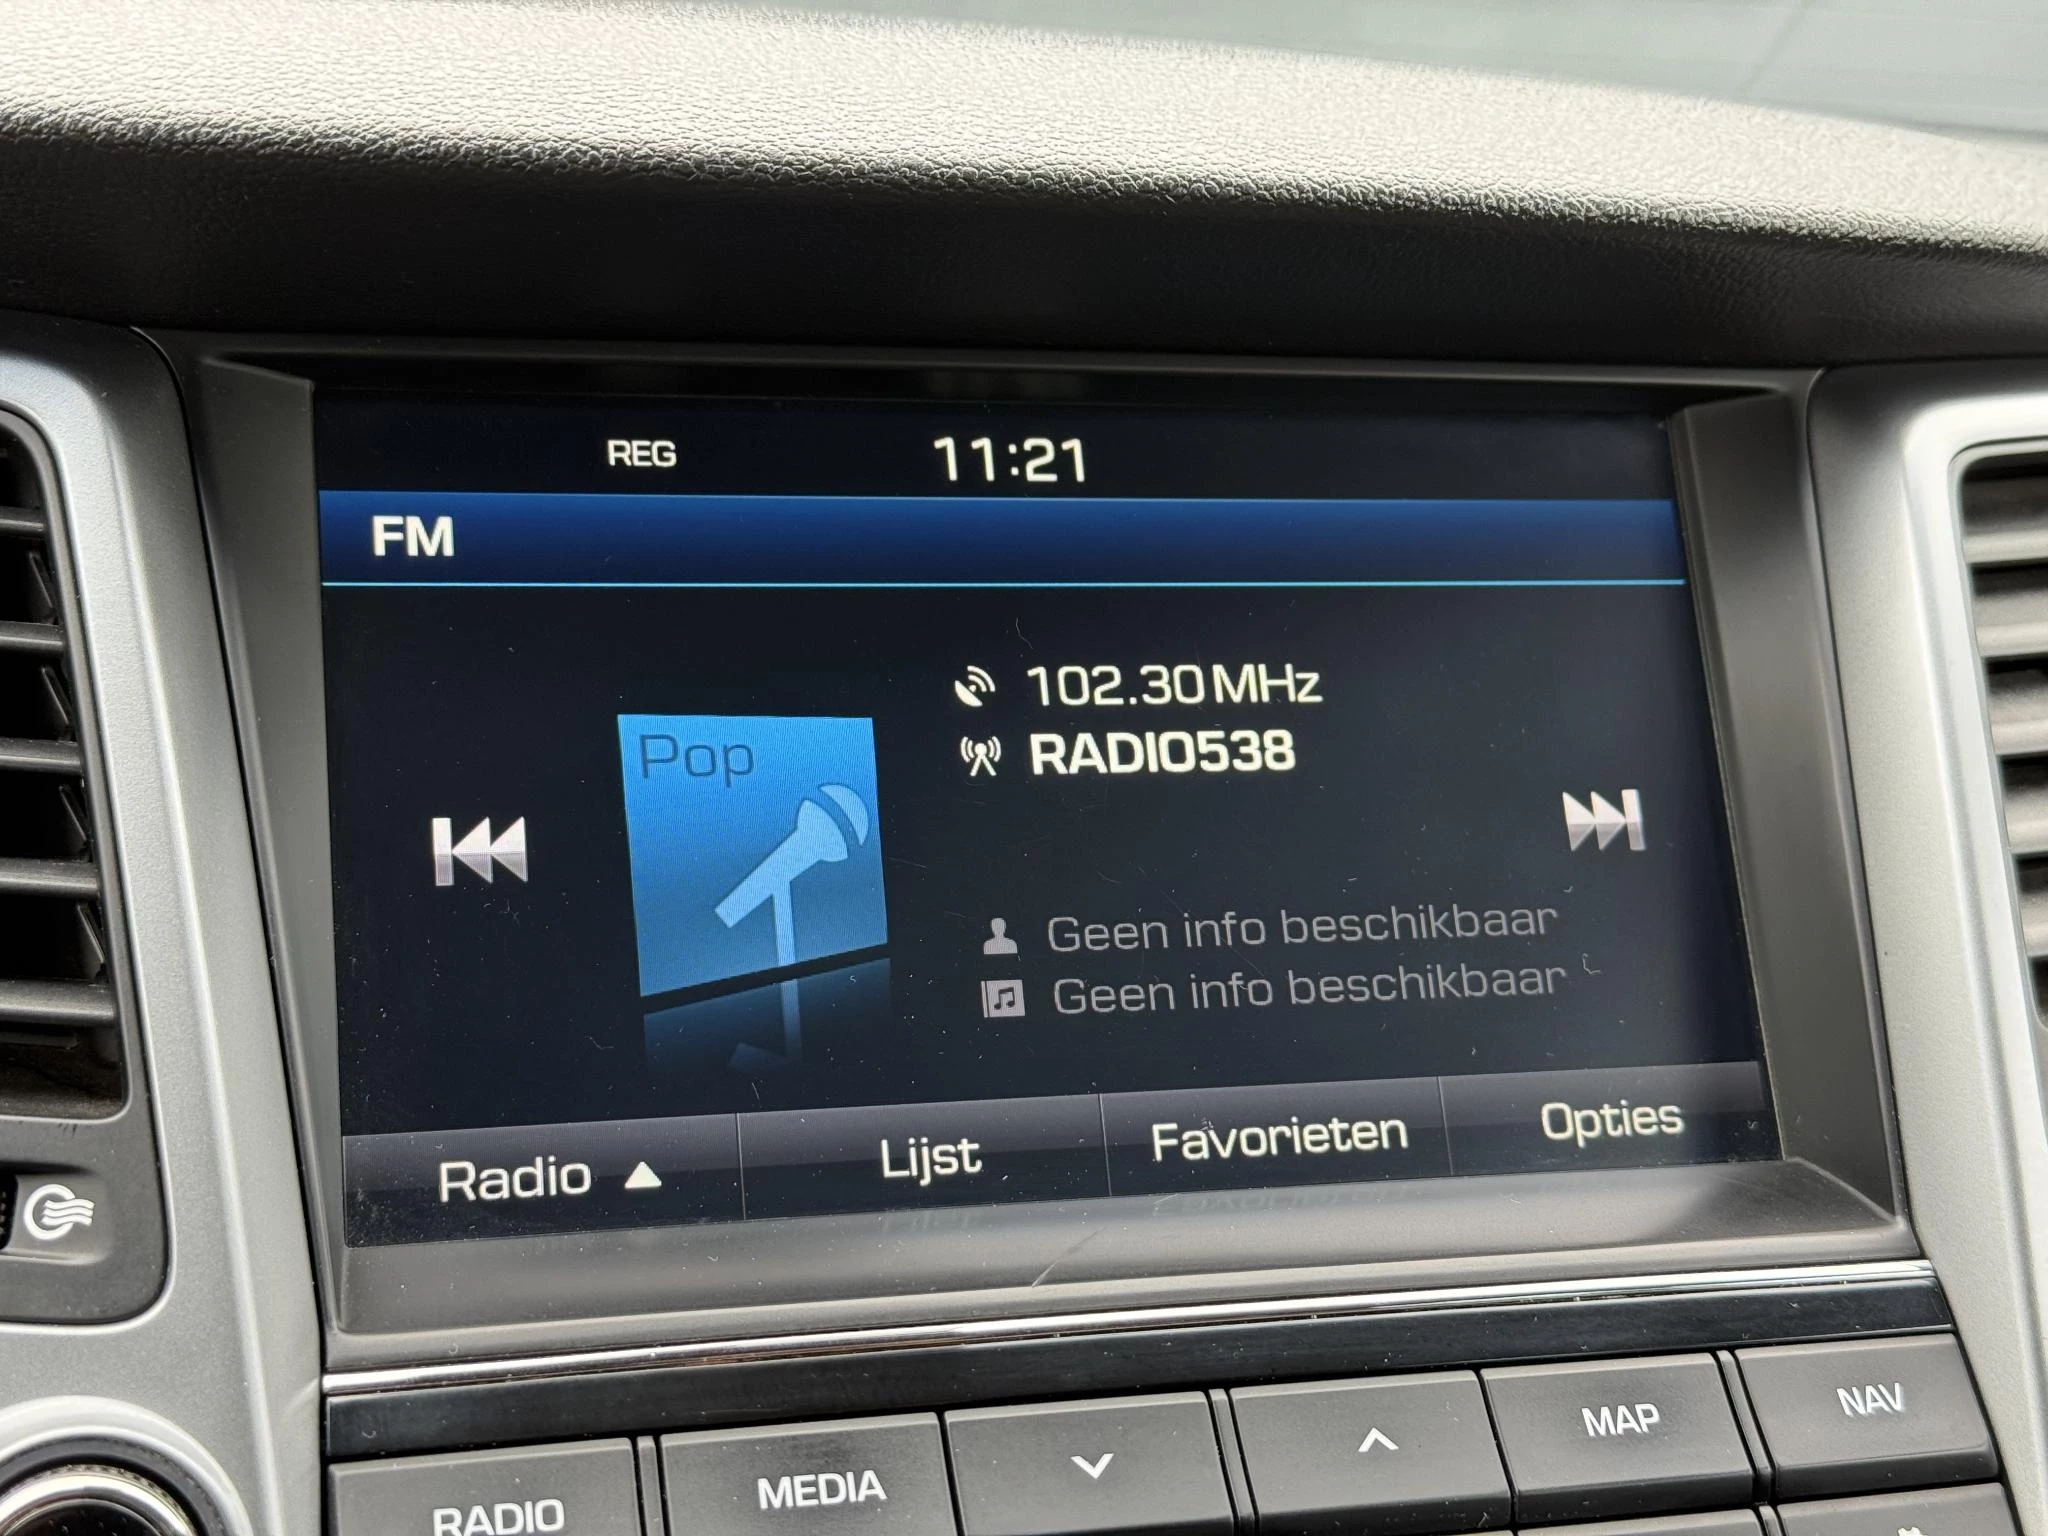 REG 11:21
FM
Pop
102.30 MHz
RADIO538
Geen info beschikbaar
Geen info beschikbaar
Radio ▲ Lijst Favorieten Opties
RADIO MEDIA MAP NAV